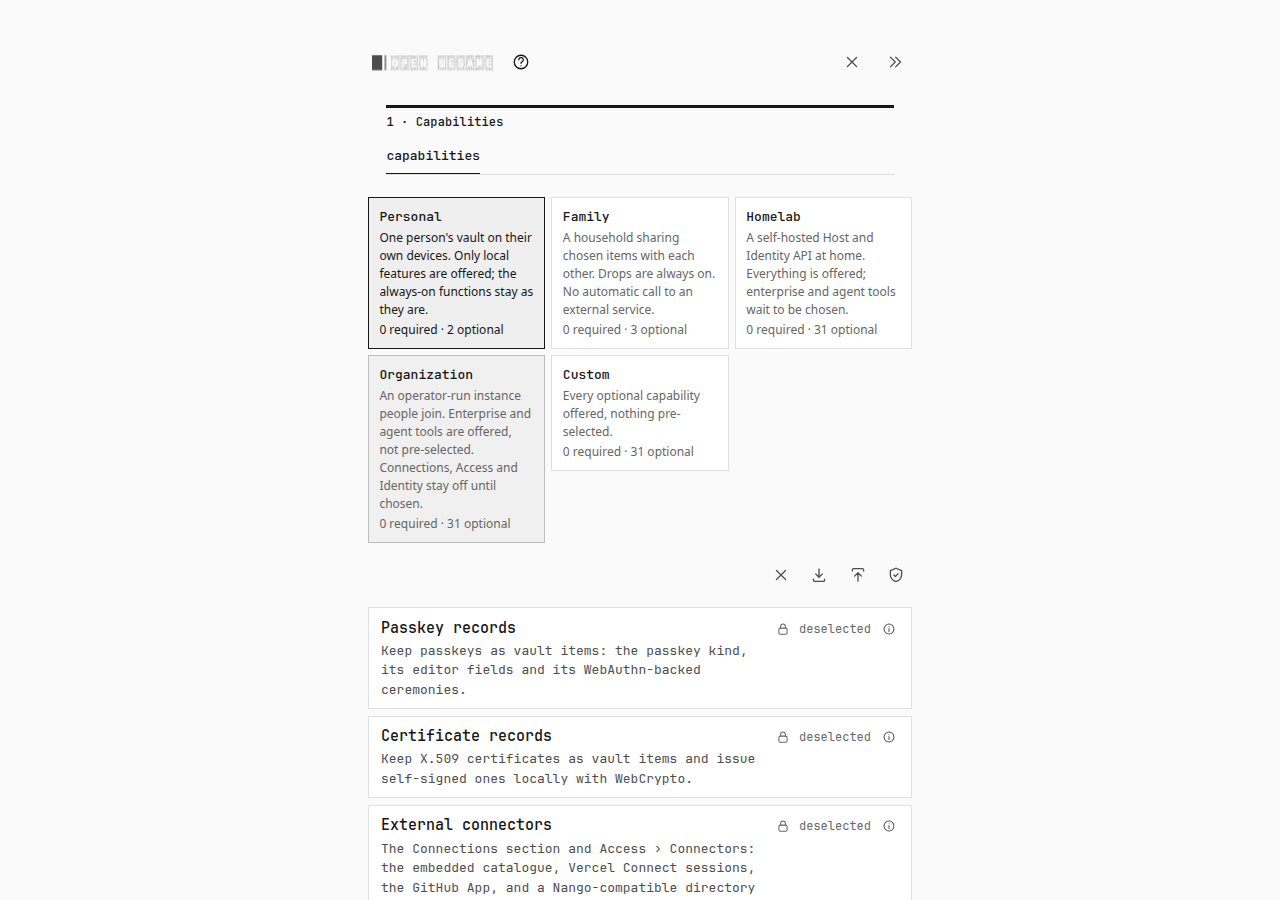 OPEN SESAME
1 · Capabilities
capabilities
Personal
One person's vault on their
own devices. Only local
features are offered; the
always-on functions stay as
they are.
0 required · 2 optional
Family
A household sharing
chosen items with each
other. Drops are always on.
No automatic call to an
external service.
0 required · 3 optional
Homelab
A self-hosted Host and
Identity API at home.
Everything is offered;
enterprise and agent tools
wait to be chosen.
0 required · 31 optional
Organization
An operator-run instance
people join. Enterprise and
agent tools are offered,
not pre-selected.
Connections, Access and
Identity stay off until
chosen.
0 required · 31 optional
Custom
Every optional capability
offered, nothing pre-
selected.
0 required · 31 optional
Passkey records
deselected
Keep passkeys as vault items: the passkey kind,
its editor fields and its WebAuthn-backed
ceremonies.
Certificate records
deselected
Keep X.509 certificates as vault items and issue
self-signed ones locally with WebCrypto.
External connectors
deselected
The Connections section and Access › Connectors:
the embedded catalogue, Vercel Connect sessions,
the GitHub App, and a Nango-compatible directory